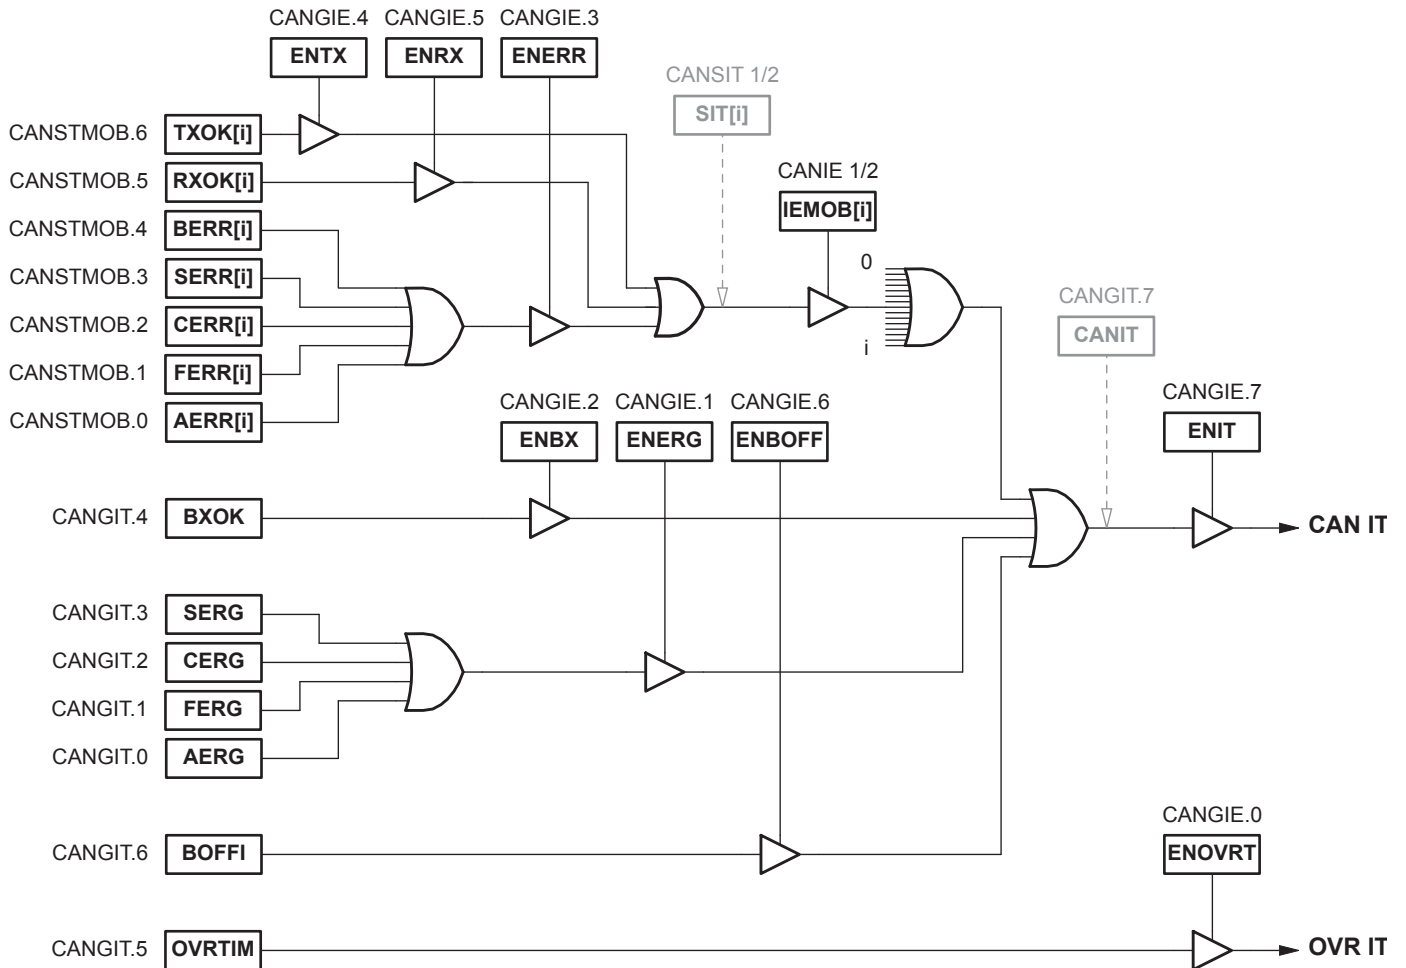 CANGIE.4 CANGIE.5 CANGIE.3
ENTX ENRX ENERR
CANSIT 1/2
SIT[i]
CANSTMOB.6 TXOK[i]
CANSTMOB.5 RXOK[i]
CANIE 1/2
IEMOB[i]
CANSTMOB.4 BERR[i]
0
CANSTMOB.3 SERR[i]
CANGIT.7
CANIT
CANSTMOB.2 CERR[i]
i
CANSTMOB.1 FERR[i]
CANGIE.2 CANGIE.1 CANGIE.6
CANGIE.7
CANSTMOB.0 AERR[i]
ENBX ENERG ENBOFF
ENIT
CANGIT.4 BXOK
CAN IT
CANGIT.3 SERG
CANGIT.2 CERG
CANGIT.1 FERG
CANGIT.0 AERG
CANGIE.0
ENOVRT
CANGIT.6 BOFFI
CANGIT.5 OVRTIM
OVR IT